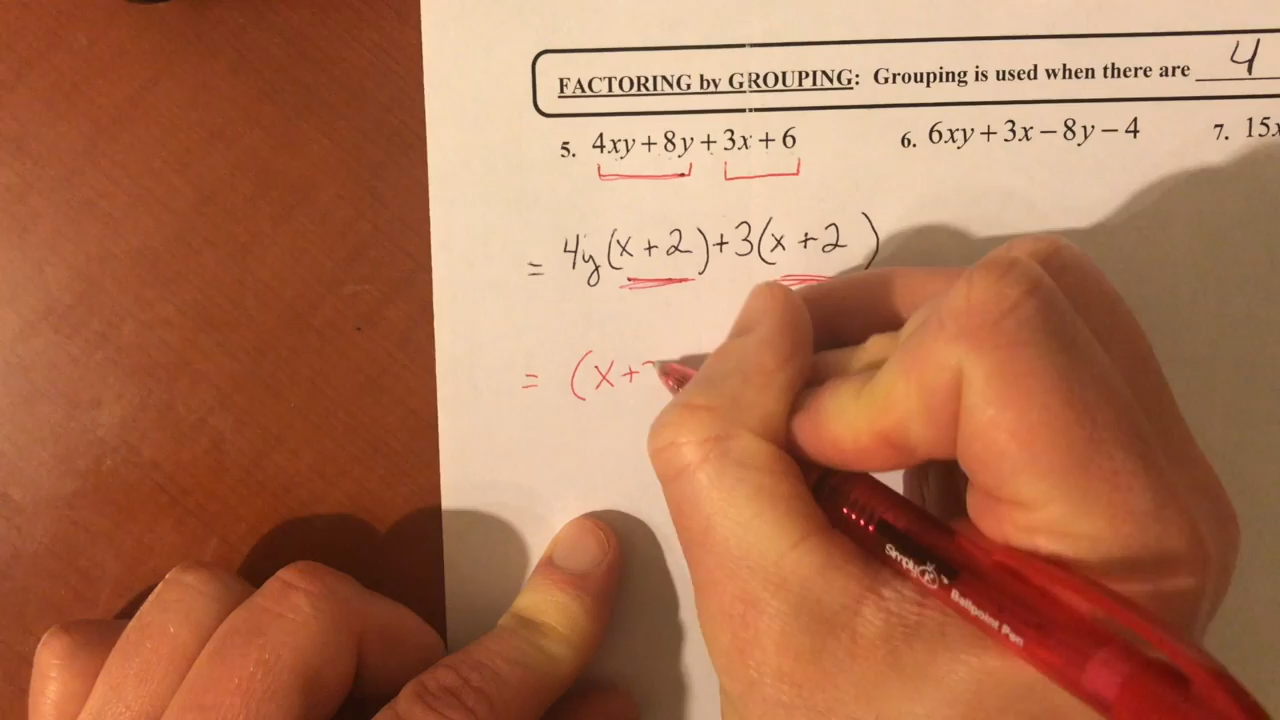 FACTORING by GROUPING: Grouping is used when there are 4
5. 4xy + 8y + 3x + 6
6. 6xy + 3x − 8y − 4
7. 15x
= 4y(x + 2) + 3(x + 2)
= (x +
Simply
Ballpoint Pen